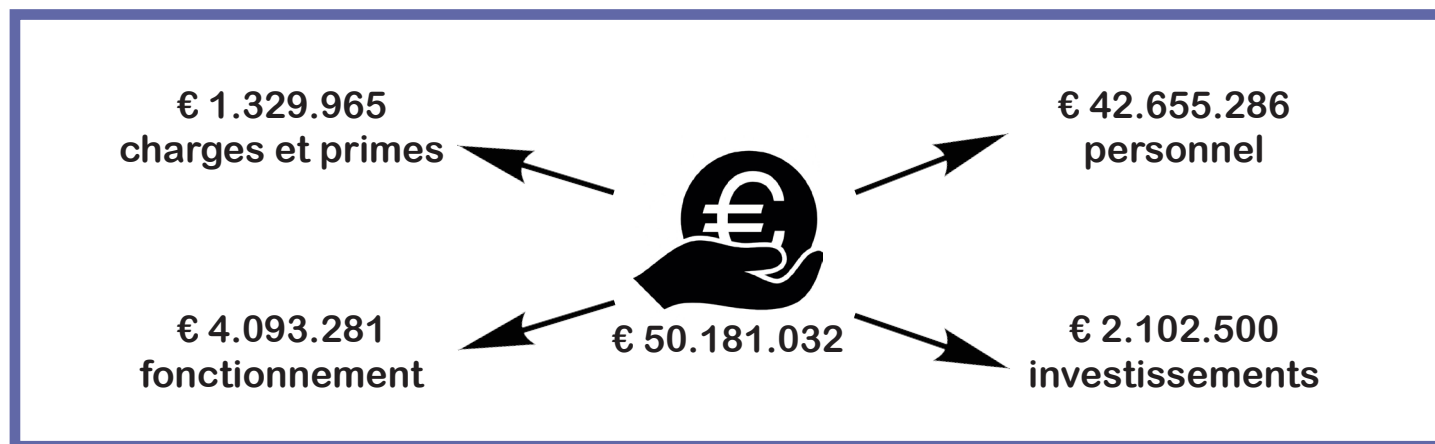 € 1.329.965
charges et primes
€ 42.655.286
personnel
€ 4.093.281
fonctionnement
€ 50.181.032
€ 2.102.500
investissements